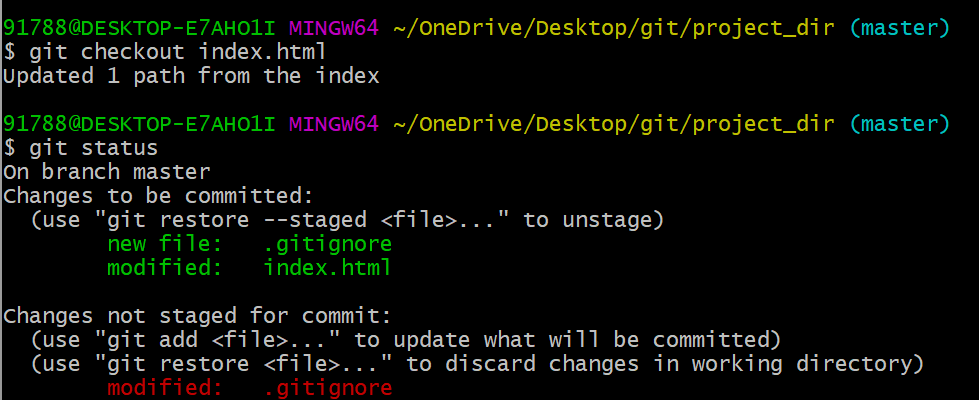 91788@DESKTOP-E7AHO1I MINGW64 ~/OneDrive/Desktop/git/project_dir (master)
$ git checkout index.html
Updated 1 path from the index
91788@DESKTOP-E7AHO1I MINGW64 ~/OneDrive/Desktop/git/project_dir (master)
$ git status
On branch master
Changes to be committed:
(use "git restore --staged <file>..." to unstage)
new file: .gitignore
modified: index.html
Changes not staged for commit:
(use "git add <file>..." to update what will be committed)
(use "git restore <file>..." to discard changes in working directory)
modified: .gitignore